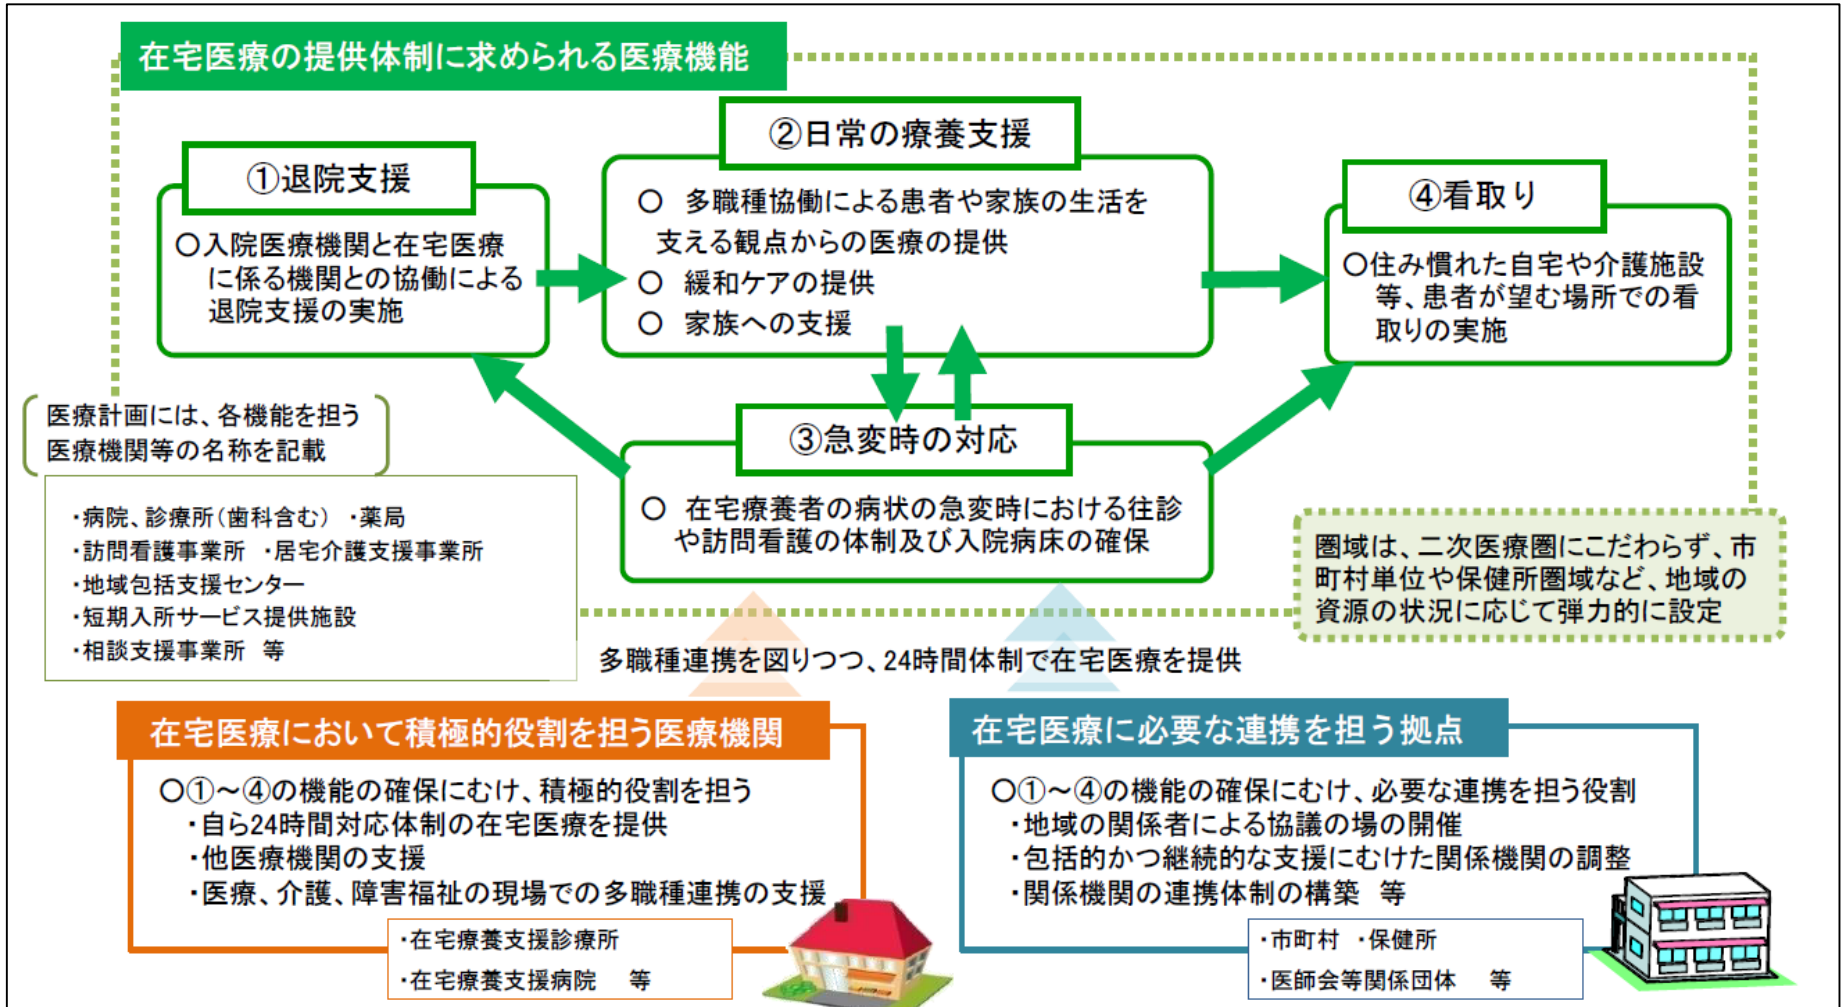 在宅医療の提供体制に求められる医療機能
①退院支援
〇入院医療機関と在宅医療
に係る機関との協働による
退院支援の実施
②日常の療養支援
〇 多職種協働による患者や家族の生活を
支える観点からの医療の提供
〇 緩和ケアの提供
〇 家族への支援
④看取り
〇住み慣れた自宅や介護施設
等、患者が望む場所での看
取りの実施
③急変時の対応
〇 在宅療養者の病状の急変時における往診
や訪問看護の体制及び入院病床の確保
医療計画には、各機能を担う
医療機関等の名称を記載
・病院、診療所(歯科含む) ・薬局
・訪問看護事業所 ・居宅介護支援事業所
・地域包括支援センター
・短期入所サービス提供施設
・相談支援事業所 等
圏域は、二次医療圏にこだわらず、市
町村単位や保健所圏域など、地域の
資源の状況に応じて弾力的に設定
多職種連携を図りつつ、24時間体制で在宅医療を提供
在宅医療において積極的役割を担う医療機関
〇①～④の機能の確保にむけ、積極的役割を担う
・自ら24時間対応体制の在宅医療を提供
・他医療機関の支援
・医療、介護、障害福祉の現場での多職種連携の支援
・在宅療養支援診療所
・在宅療養支援病院 等
在宅医療に必要な連携を担う拠点
〇①～④の機能の確保にむけ、必要な連携を担う役割
・地域の関係者による協議の場の開催
・包括的かつ継続的な支援にむけた関係機関の調整
・関係機関の連携体制の構築 等
・市町村 ・保健所
・医師会等関係団体 等